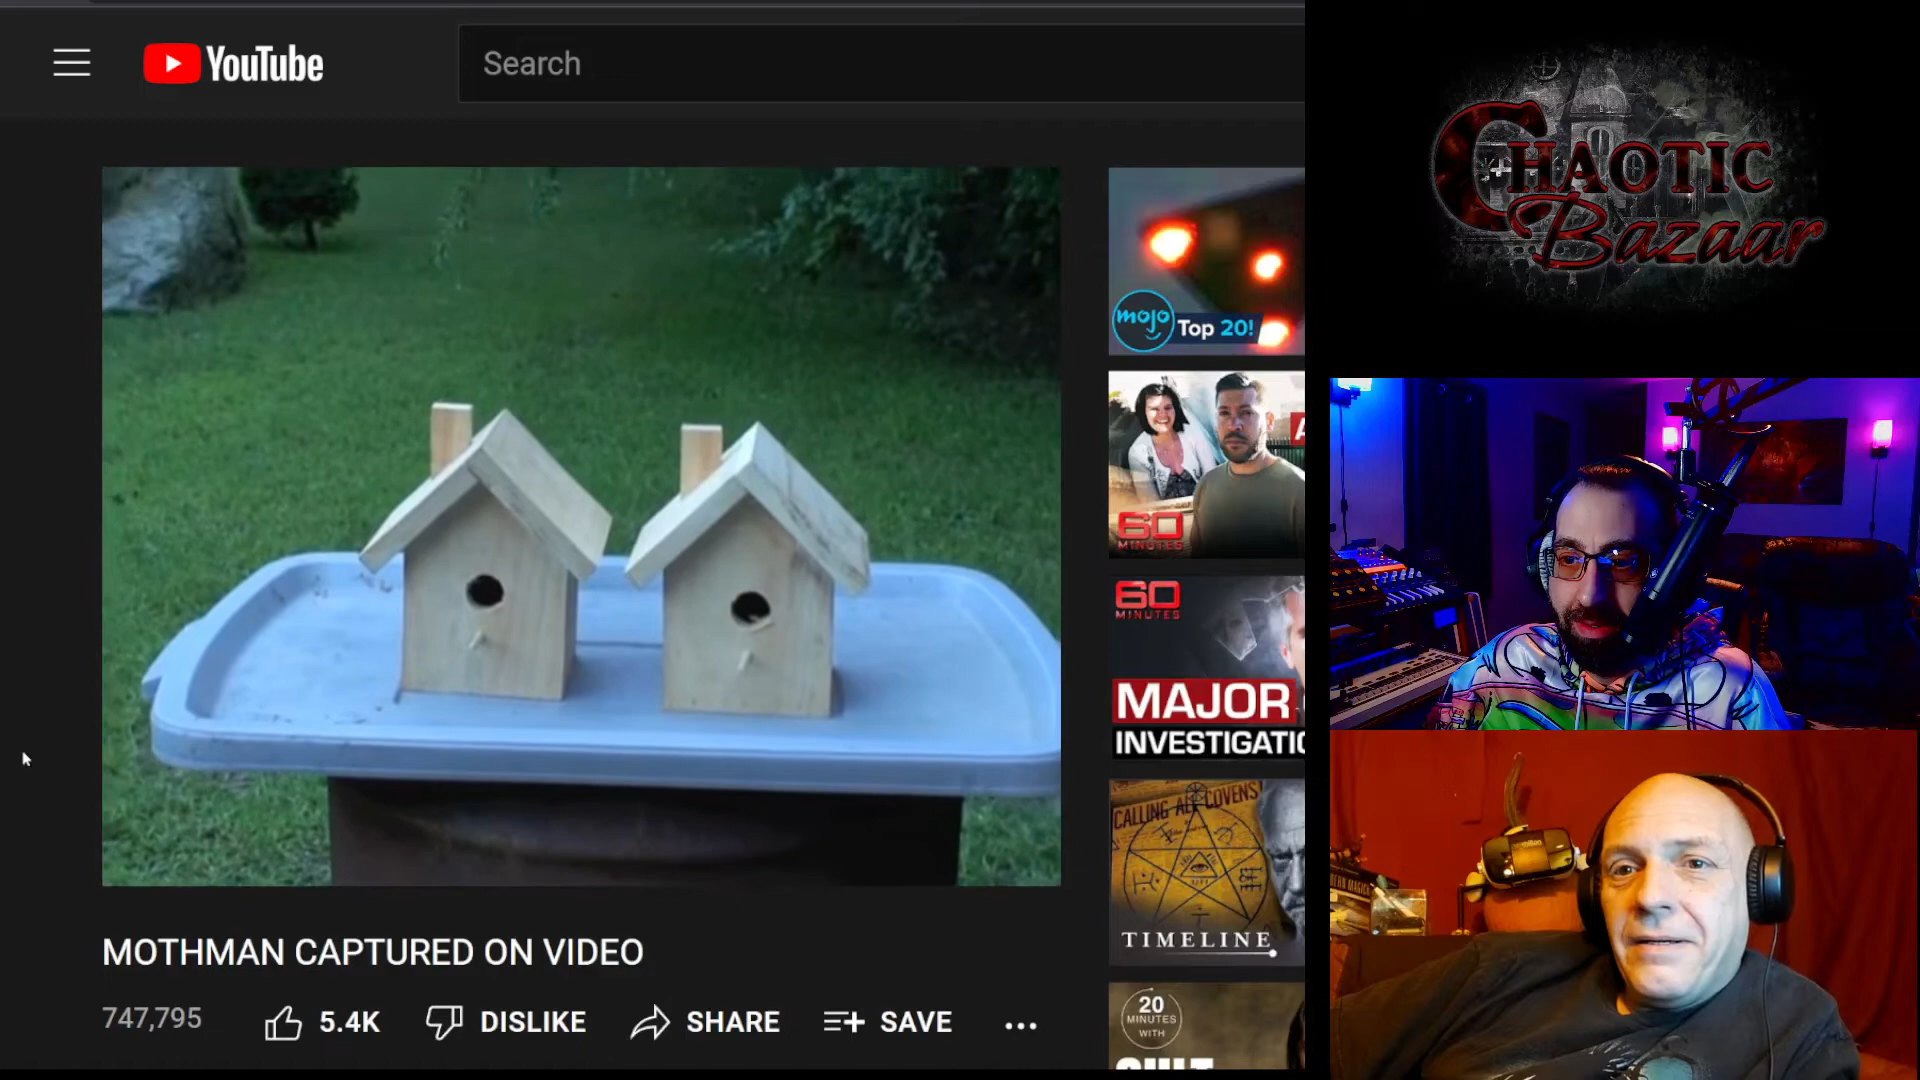 YouTube
Search
CHAOTIC
Bazaar
mojo
Top 20!
60
MINUTES
60
MINUTES
MAJOR
CALLING ALL COVENS
TIMELINE
20
MINUTES
WITH
MOTHMAN CAPTURED ON VIDEO
747,795
5.4K
DISLIKE
SHARE
SAVE